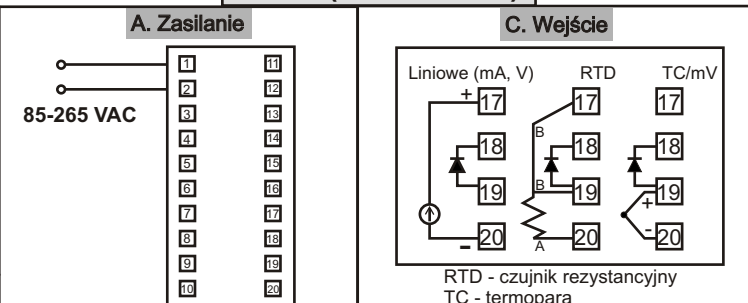 A. Zasilanie
85-265 VAC
1 11
2 12
3 13
4 14
5 15
6 16
7 17
8 18
9 19
10 20
C. Wejście
Liniowe (mA, V) RTD TC/mV
+ 17 17 17
B
18 18 18
19 B 19 19
+
- 20 A 20 - 20
RTD - czujnik rezystancyjny
TC - termopara